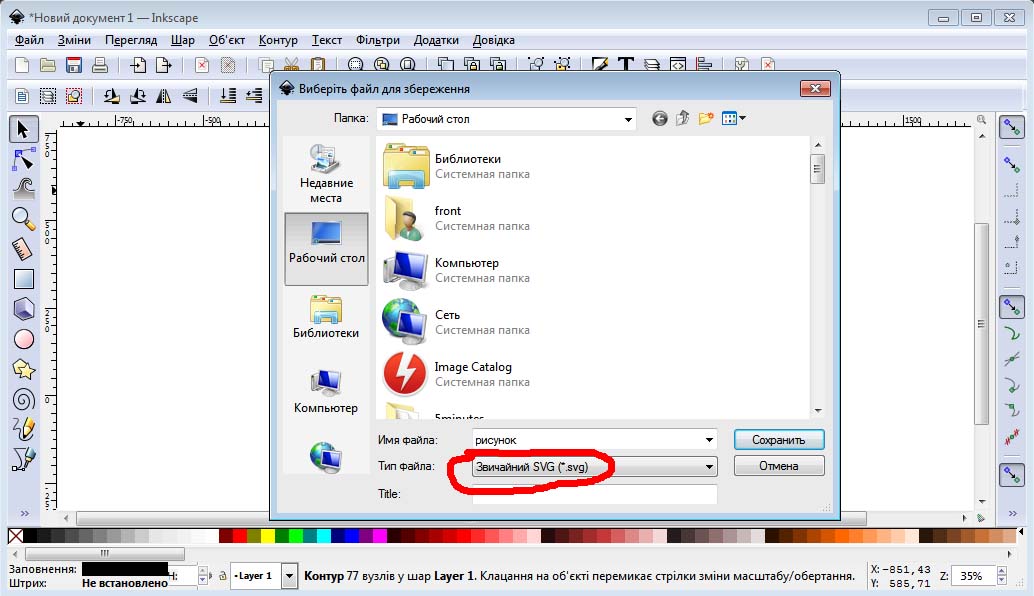 *Новий документ 1 — Inkscape
Файл Зміни Перегляд Шар Об'єкт Контур Текст Фільтри Додатки Довідка
Виберіть файл для збереження
Папка: Рабочий стол
-750 -500 1500
Недавние места
Рабочий стол
Библиотеки
Компьютер
Библиотеки
Системная папка
front
Системная папка
Компьютер
Системная папка
Сеть
Системная папка
Image Catalog
Системная папка
5minutes
Имя файла: рисунок Сохранить
Тип файла: Звичайний SVG (*.svg) Отмена
Title:
Заповнення:
Штрих: Не встановлено Н:
•Layer 1
Контур 77 вузлів у шар Layer 1. Клацання на об'єкті перемикає стрілки зміни масштабу/обертання.
X: -851,43
Y: 585,71
Z: 35%